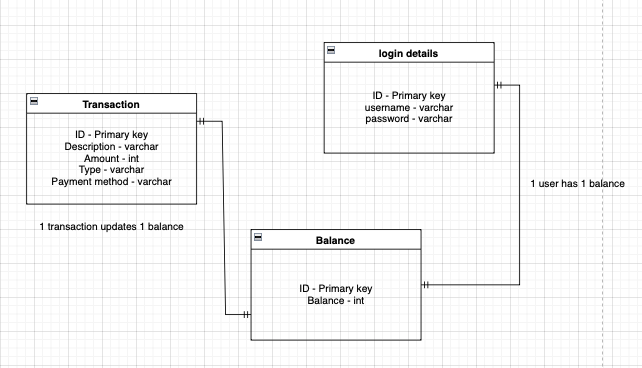 login details
ID - Primary key
username - varchar
password - varchar
Transaction
ID - Primary key
Description - varchar
Amount - int
Type - varchar
Payment method - varchar
1 user has 1 balance
1 transaction updates 1 balance
Balance
ID - Primary key
Balance - int